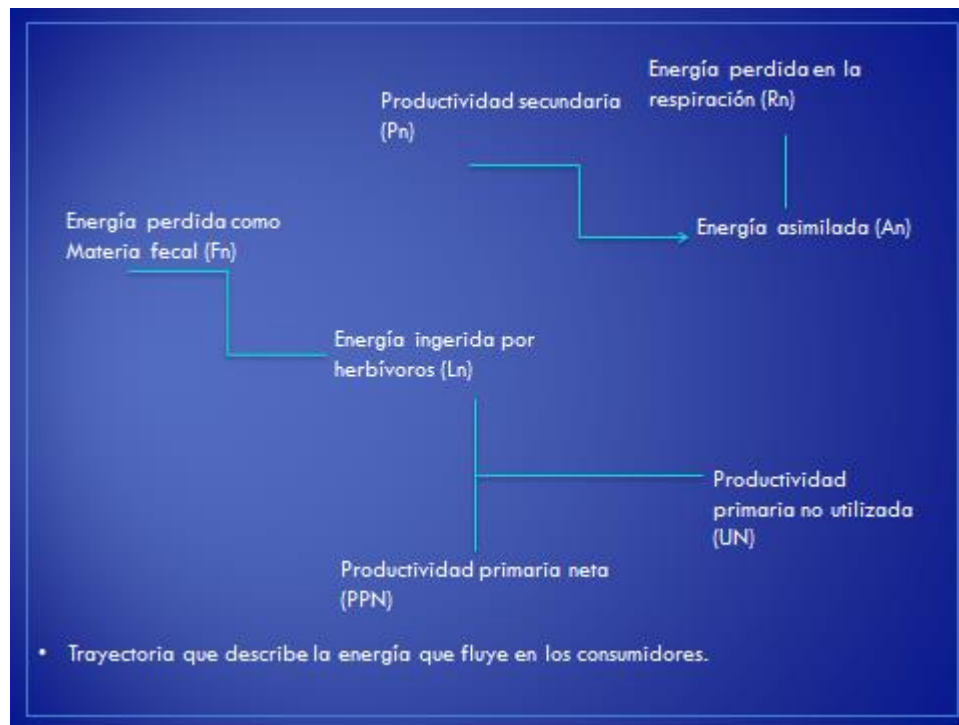 Energía perdida en la
respiración (Rn)
Productividad secundaria
(Pn)
Energía perdida como
Materia fecal (Fn)
Energía asimilada (An)
Energía ingerida por
herbívoros (Ln)
Productividad
primaria no utilizada
(UN)
Productividad primaria neta
(PPN)
• Trayectoria que describe la energía que fluye en los consumidores.